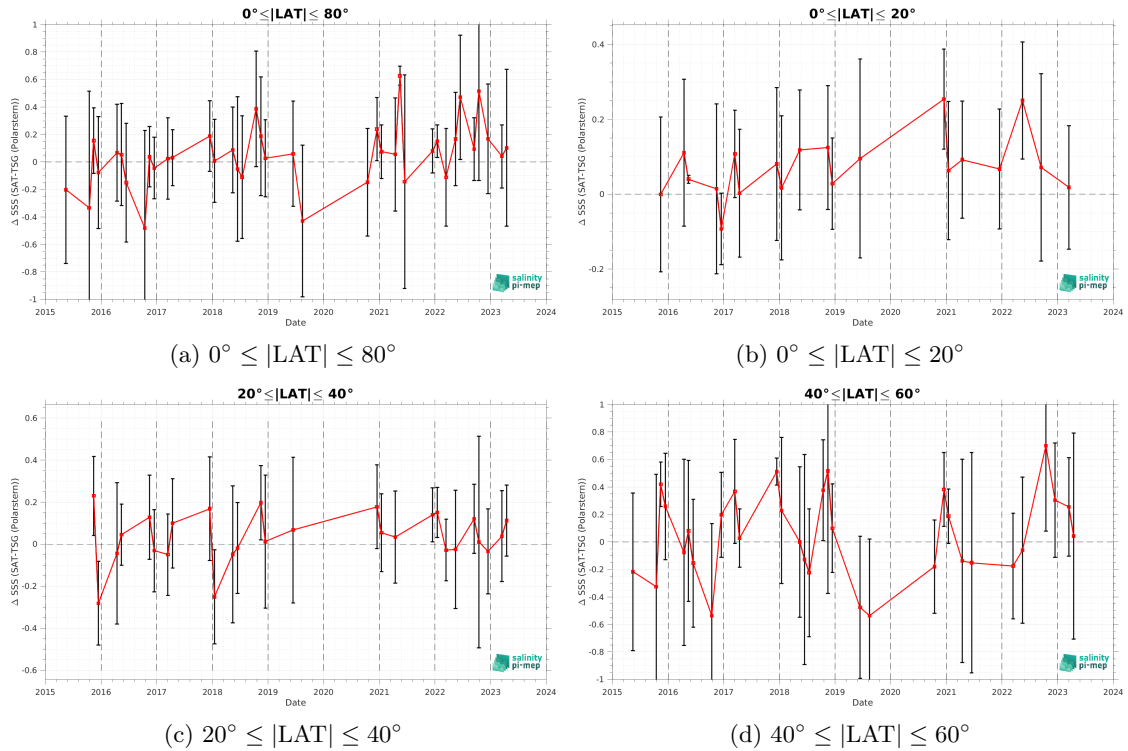 0°≤|LAT|≤ 80°
Δ SSS (SAT-TSG (Polarstern))
1
0.8
0.6
0.4
0.2
0
-0.2
-0.4
-0.6
-0.8
-1
2015 2016 2017 2018 2019 2020 2021 2022 2023 2024
Date
salinity
pi-mep
(a) 0° ≤ |LAT| ≤ 80°
0°≤|LAT|≤ 20°
Δ SSS (SAT-TSG (Polarstern))
0.4
0.2
0
-0.2
2015 2016 2017 2018 2019 2020 2021 2022 2023 2024
Date
salinity
pi-mep
(b) 0° ≤ |LAT| ≤ 20°
20°≤|LAT|≤ 40°
Δ SSS (SAT-TSG (Polarstern))
0.6
0.4
0.2
0
-0.2
-0.4
-0.6
2015 2016 2017 2018 2019 2020 2021 2022 2023 2024
Date
salinity
pi-mep
(c) 20° ≤ |LAT| ≤ 40°
40°≤|LAT|≤ 60°
Δ SSS (SAT-TSG (Polarstern))
1
0.8
0.6
0.4
0.2
0
-0.2
-0.4
-0.6
-0.8
-1
2015 2016 2017 2018 2019 2020 2021 2022 2023 2024
Date
salinity
pi-mep
(d) 40° ≤ |LAT| ≤ 60°